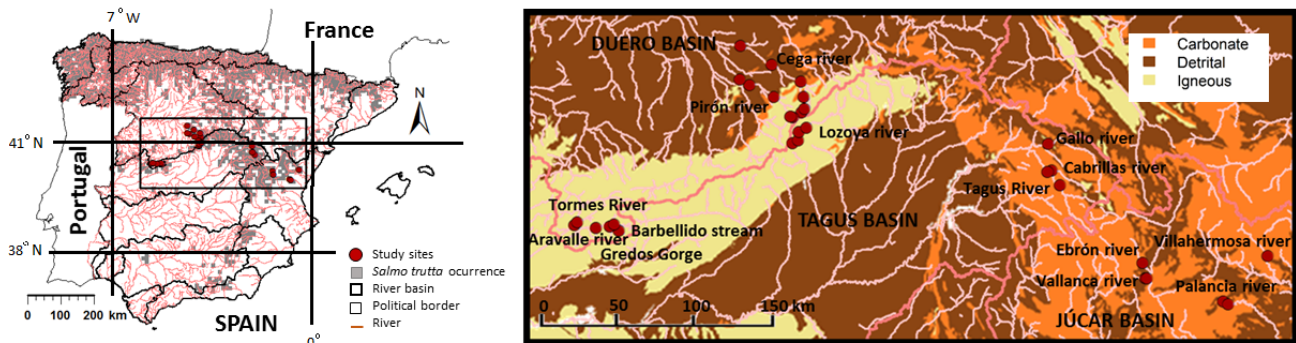 7° W
France
N
41° N
Portugal
38° N
Study sites
Salmo trutta ocurrence
River basin
Political border
River
0 100 200 km
SPAIN
0°
DUERO BASIN
Cega river
Pirón river
Lozoya river
Carbonate
Detrital
Igneous
Gallo river
Cabrillas river
Tagus River
TAGUS BASIN
Tormes River
Aravalle river
Barbellido stream
Gredos Gorge
Ebrón river
Villahermosa river
Vallanca river
Palancia river
0 50 100 150 km
JÚCAR BASIN